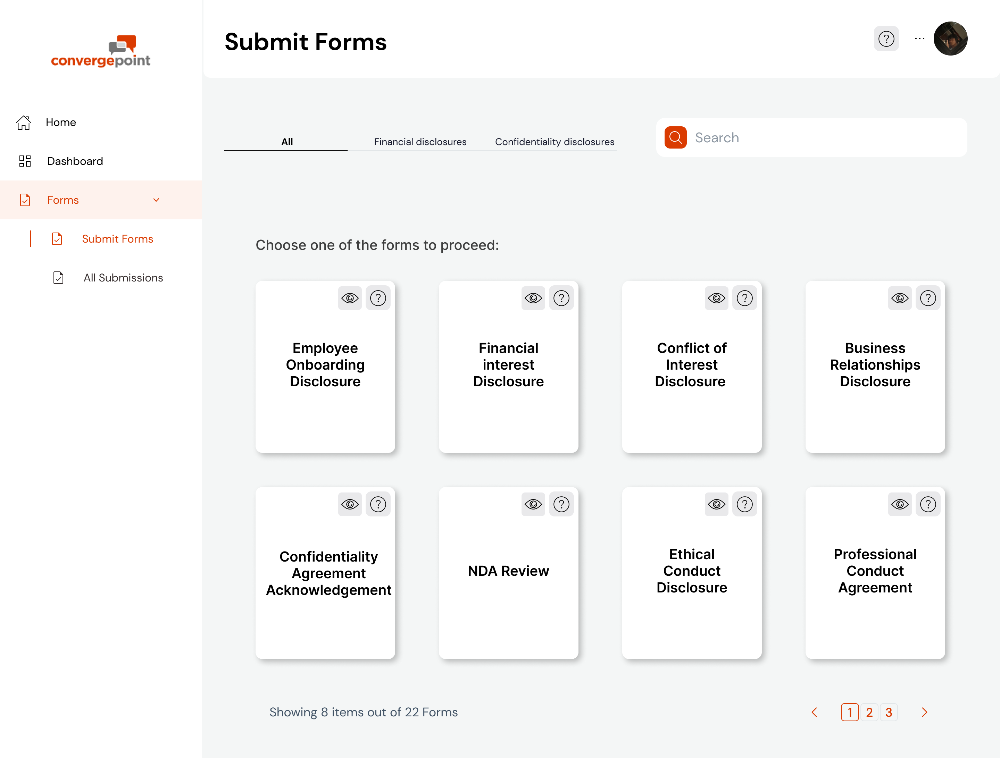 convergepoint
Submit Forms
?
...
Home
Dashboard
Forms
Submit Forms
All Submissions
All
Financial disclosures
Confidentiality disclosures
Search
Choose one of the forms to proceed:
?
Employee
Onboarding
Disclosure
?
Financial
interest
Disclosure
?
Conflict of
Interest
Disclosure
?
Business
Relationships
Disclosure
?
Confidentiality
Agreement
Acknowledgement
?
NDA Review
?
Ethical
Conduct
Disclosure
?
Professional
Conduct
Agreement
Showing 8 items out of 22 Forms
1 2 3